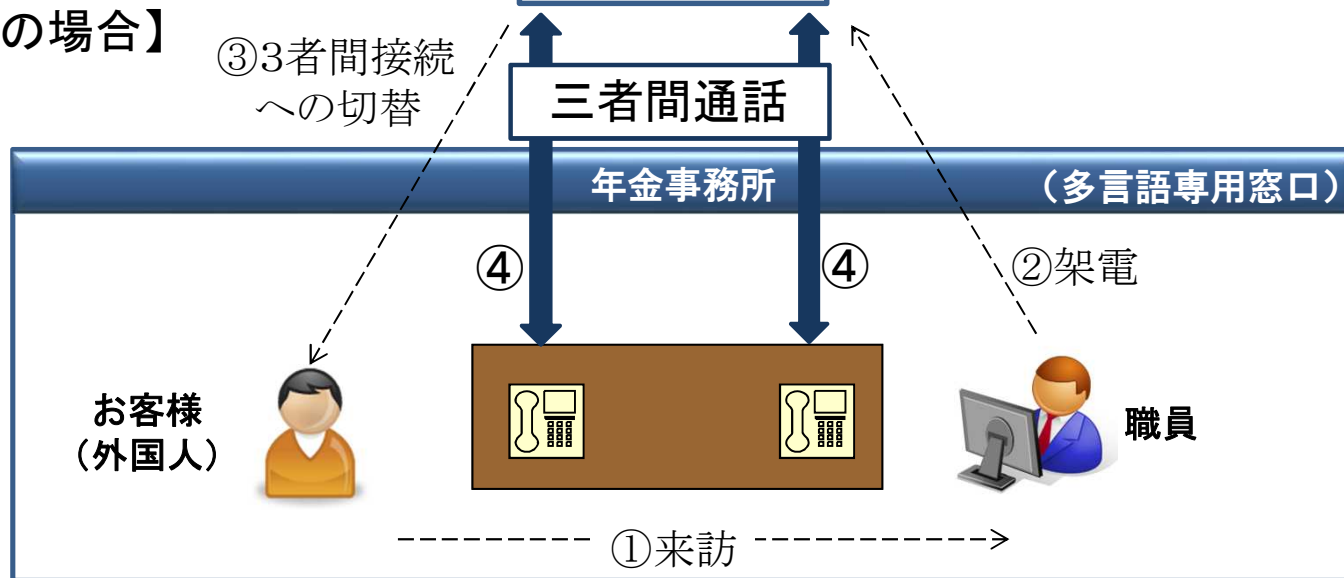 の場合】
③3者間接続
への切替
三者間通話
年金事務所
（多言語専用窓口）
④
④
②架電
お客様
（外国人）
職員
①来訪